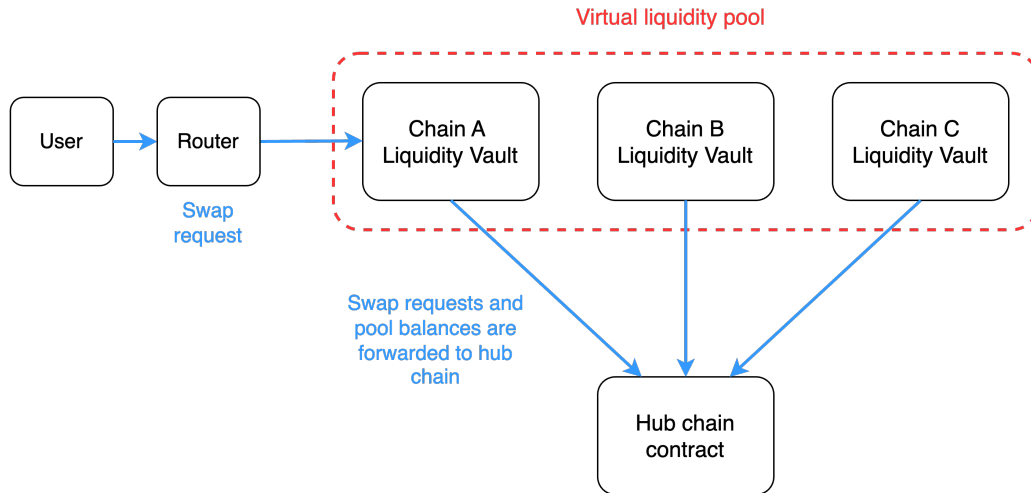 Virtual liquidity pool
User
Router
Chain A
Liquidity Vault
Chain B
Liquidity Vault
Chain C
Liquidity Vault
Swap
request
Swap requests and
pool balances are
forwarded to hub
chain
Hub chain
contract